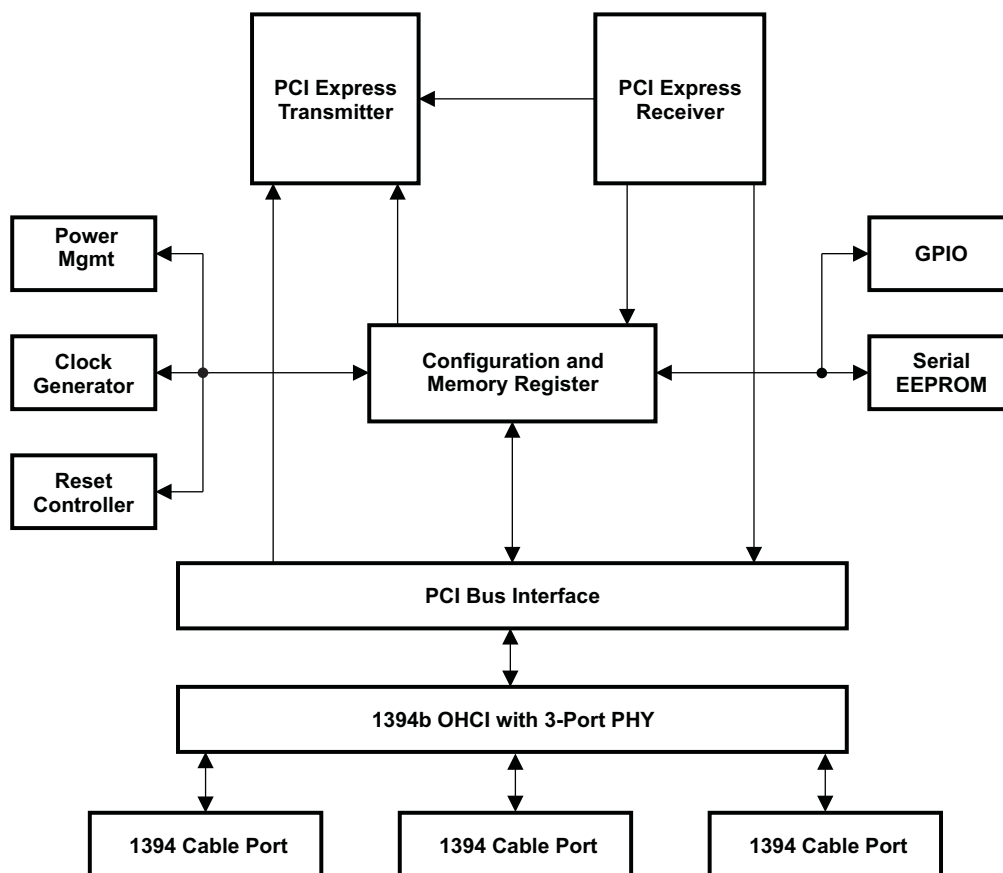 PCI Express
Transmitter
PCI Express
Receiver
Power
Mgmt
GPIO
Clock
Generator
Configuration and
Memory Register
Serial
EEPROM
Reset
Controller
PCI Bus Interface
1394b OHCI with 3-Port PHY
1394 Cable Port
1394 Cable Port
1394 Cable Port